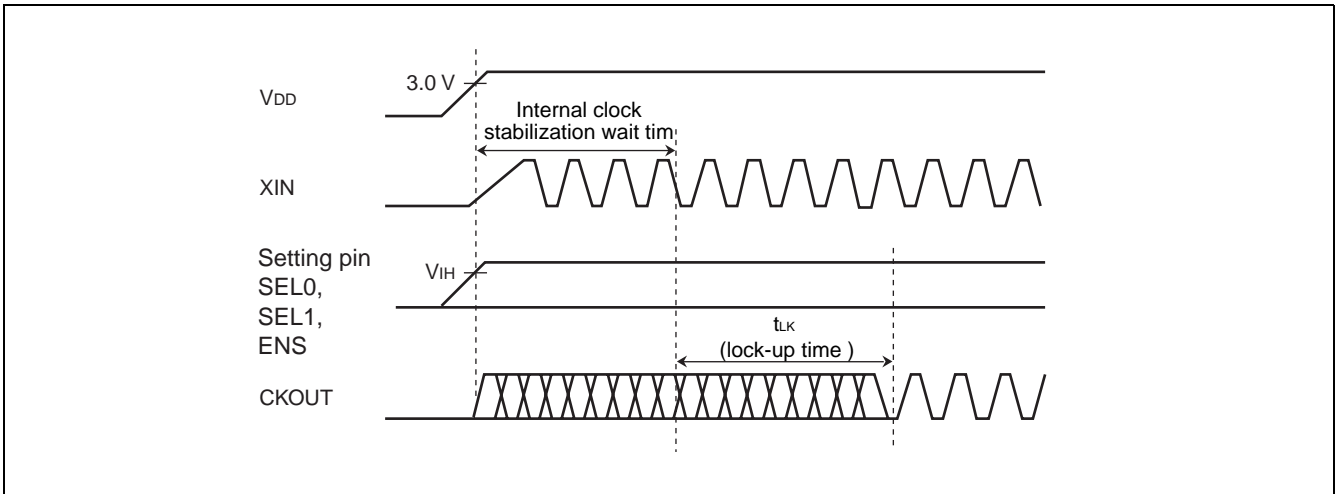 VDD
3.0 V
Internal clock
stabilization wait tim
XIN
Setting pin
SEL0,
SEL1,
ENS
VIH
tLK
(lock-up time )
CKOUT